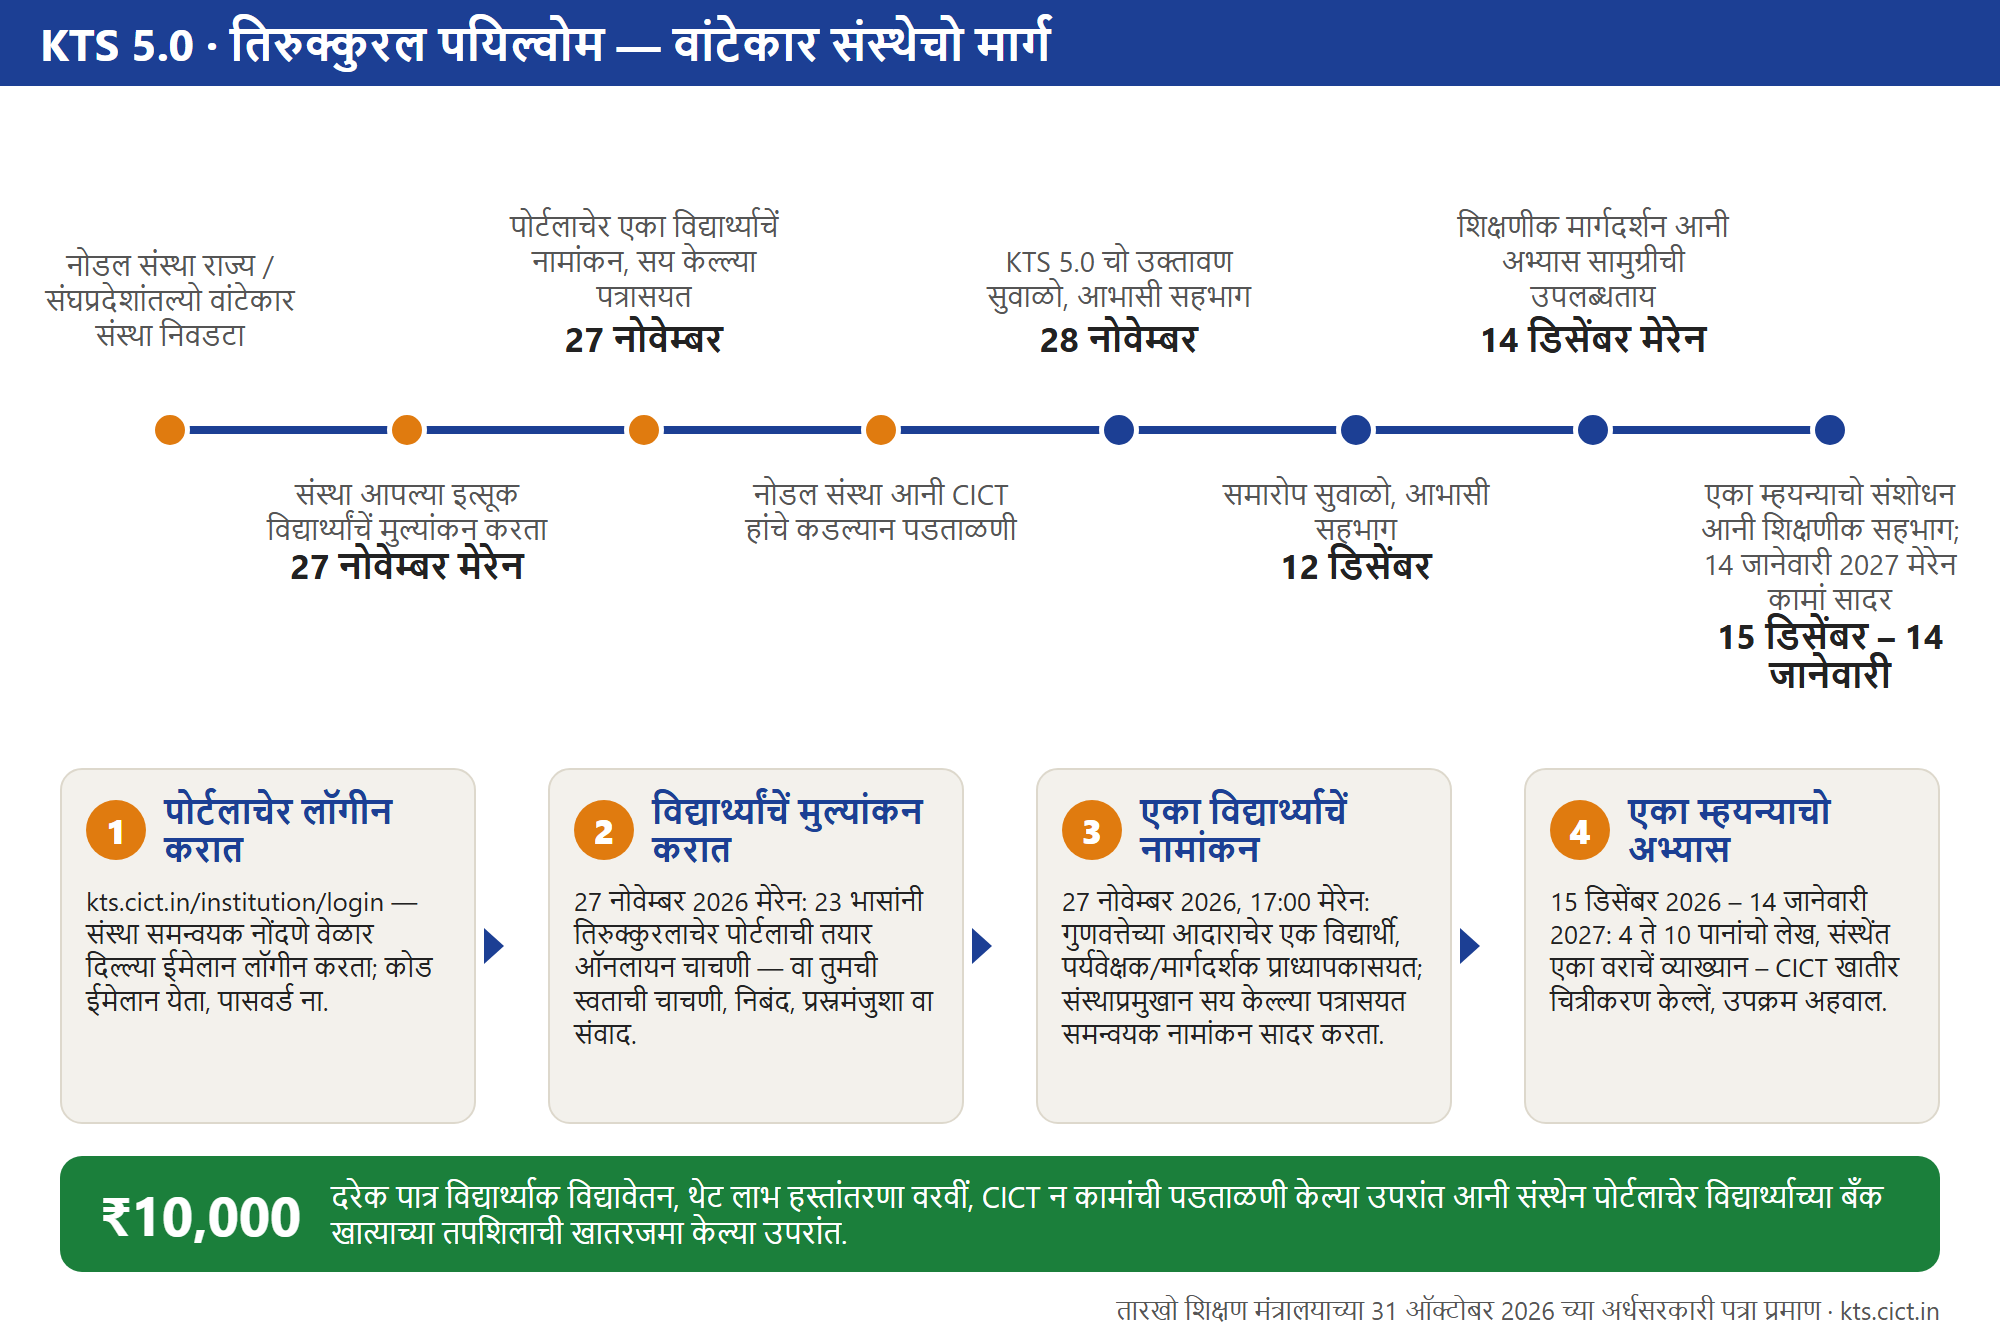 KTS 5.0 · तिरुक्कुरल पयिल्वोम — वांटेकार संस्थेचो मार्ग
नोडल संस्था राज्य /
संघप्रदेशांतल्यो वांटेकार
संस्था निवडटा
पोर्टलाचेर एका विद्यार्थ्याचें
नामांकन, सय केल्ल्या
पत्रासयत
27 नोवेम्बर
KTS 5.0 चो उक्तावण
सुवाळो, आभासी सहभाग
28 नोवेम्बर
शिक्षणीक मार्गदर्शन आनी
अभ्यास सामुग्रीची
उपलब्धताय
14 डिसेंबर मेरेन
संस्था आपल्या इत्सूक
विद्यार्थ्यांचें मुल्यांकन करता
27 नोवेम्बर मेरेन
नोडल संस्था आनी CICT
हांचे कडल्यान पडताळणी
समारोप सुवाळो, आभासी
सहभाग
12 डिसेंबर
एका म्हयन्याचो संशोधन
आनी शिक्षणीक सहभाग;
14 जानेवारी 2027 मेरेन
कामां सादर
15 डिसेंबर – 14
जानेवारी
1
पोर्टलाचेर लॉगीन
करात
kts.cict.in/institution/login —
संस्था समन्वयक नोंदणे वेळार
दिल्ल्या ईमेलान लॉगीन करता; कोड
ईमेलान येता, पासवर्ड ना.
2
विद्यार्थ्यांचें मुल्यांकन
करात
27 नोवेम्बर 2026 मेरेन: 23 भासांनी
तिरुक्कुरलाचेर पोर्टलाची तयार
ऑनलायन चाचणी — वा तुमची
स्वताची चाचणी, निबंद, प्रस्नमंजुशा वा
संवाद.
3
एका विद्यार्थ्याचें
नामांकन
27 नोवेम्बर 2026, 17:00 मेरेन:
गुणवत्तेच्या आदाराचेर एक विद्यार्थी,
पर्यवेक्षक/मार्गदर्शक प्राध्यापकासयत;
संस्थाप्रमुखान सय केल्ल्या पत्रासयत
समन्वयक नामांकन सादर करता.
4
एका म्हयन्याचो
अभ्यास
15 डिसेंबर 2026 – 14 जानेवारी
2027: 4 ते 10 पानांचो लेख, संस्थेंत
एका वराचें व्याख्यान – CICT खातीर
चित्रीकरण केल्लें, उपक्रम अहवाल.
₹10,000
दरेक पात्र विद्यार्थ्याक विद्यावेतन, थेट लाभ हस्तांतरणा वरवीं, CICT न कामांची पडताळणी केल्या उपरांत आनी संस्थेन पोर्टलाचेर विद्यार्थ्याच्या बँक
खात्याच्या तपशिलाची खातरजमा केल्या उपरांत.
तारखो शिक्षण मंत्रालयाच्या 31 ऑक्टोबर 2026 च्या अर्धसरकारी पत्रा प्रमाण · kts.cict.in